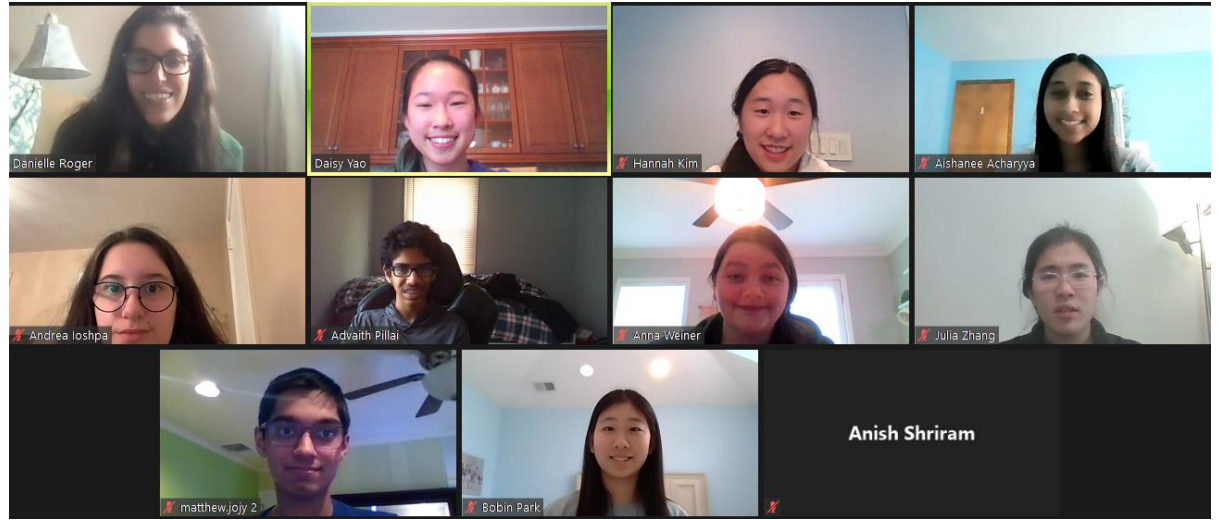 Danielle Roger
Daisy Yao
Hannah Kim
Aishanee Acharyya
Andrea Ioshpa
Advaith Pillai
Anna Weiner
Julia Zhang
matthew.jojy 2
Bobin Park
Anish Shriram